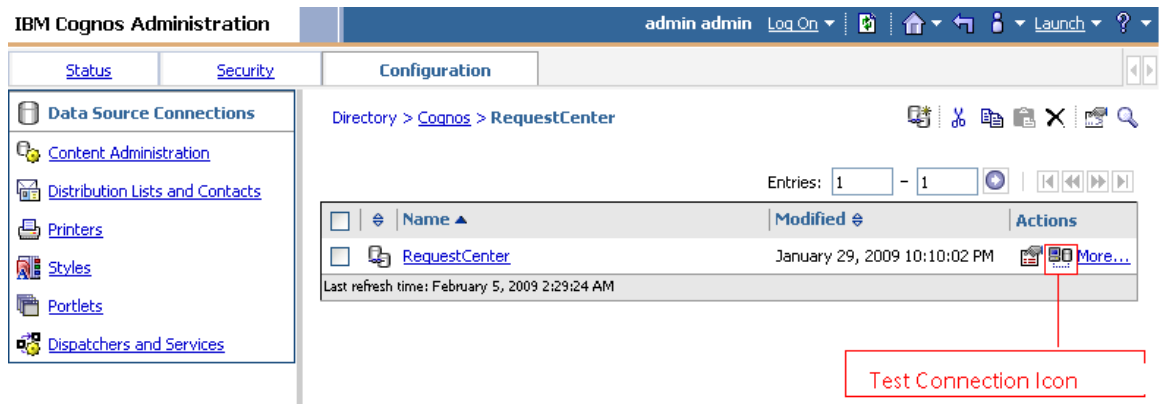 IBM Cognos Administration admin admin Log On Launch ?
Status Security Configuration
Data Source Connections
Content Administration
Distribution Lists and Contacts
Printers
Styles
Portlets
Dispatchers and Services
Directory > Cognos > RequestCenter
Entries: 1 - 1
Name Modified Actions
RequestCenter January 29, 2009 10:10:02 PM More...
Last refresh time: February 5, 2009 2:29:24 AM
Test Connection Icon